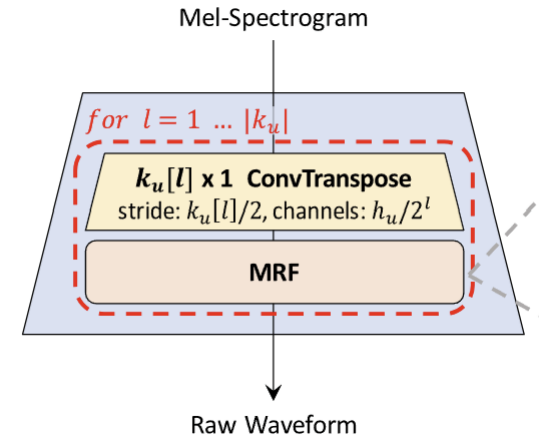 Mel-Spectrogram
for l = 1 … |k_u|
k_u[l] x 1 ConvTranspose
stride: k_u[l]/2, channels: h_u/2^l
MRF
Raw Waveform